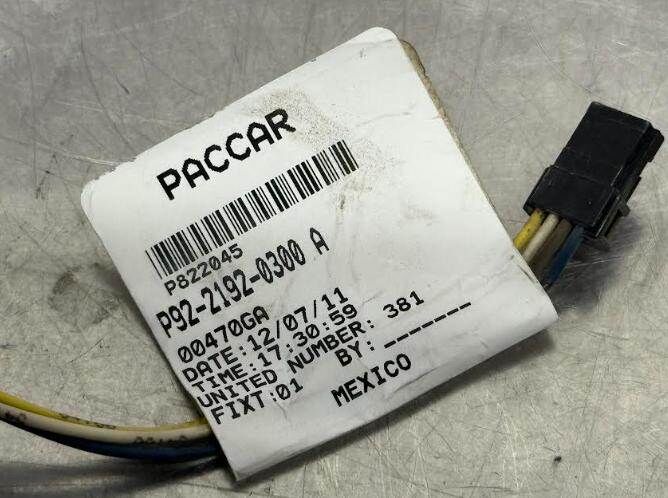 PACCAR
P822045
P92-2192-0300 A
00470GA
DATE:12/07/11
TIME:17:30:59
UNITED NUMBER: 381
FIXT:01 BY: _______
MEXICO